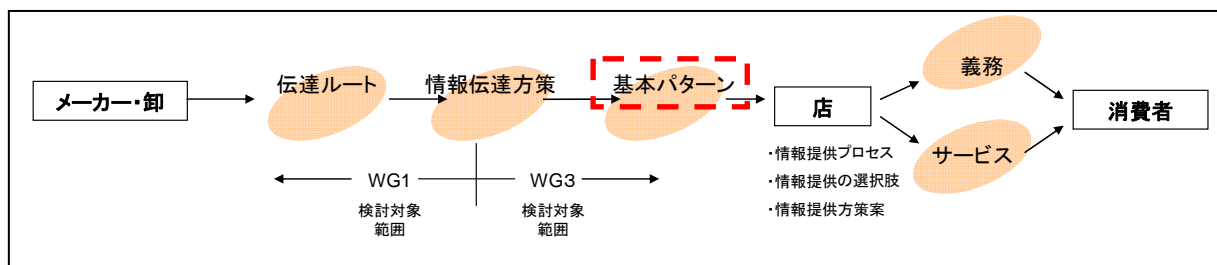 メーカー・卸
伝達ルート
情報伝達方策
基本パターン
店
義務
サービス
消費者
・情報提供プロセス
・情報提供の選択肢
・情報提供方策案
WG1
検討対象
範囲
WG3
検討対象
範囲